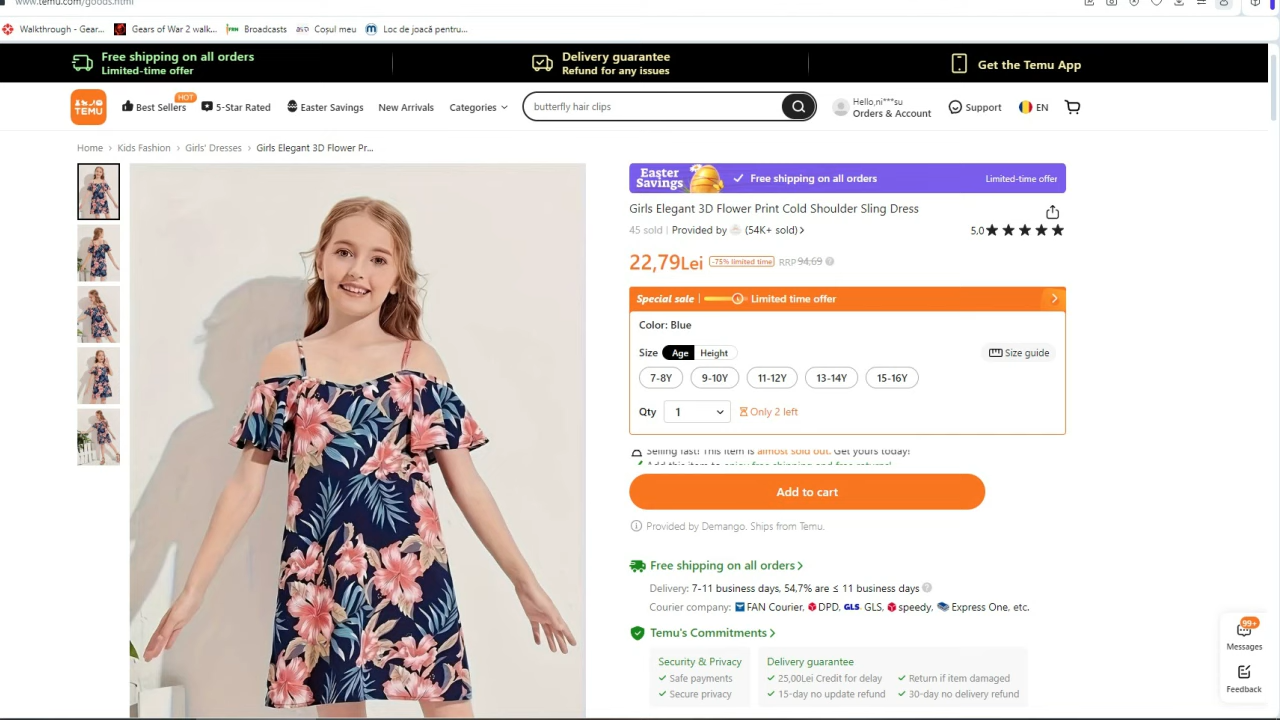 www.temu.com/goods.html
Walkthrough - Gear...
Gears of War 2 walk...
Broadcasts
Coșul meu
Loc de joacă pentru...
Free shipping on all orders
Limited-time offer
Delivery guarantee
Refund for any issues
Get the Temu App
TEMU
Best Sellers
HOT
5-Star Rated
Easter Savings
New Arrivals
Categories
butterfly hair clips
Hello,ni***su
Orders & Account
Support
EN
Home > Kids Fashion > Girls' Dresses > Girls Elegant 3D Flower Pr...
Easter Savings
Free shipping on all orders
Limited-time offer
Girls Elegant 3D Flower Print Cold Shoulder Sling Dress
45 sold | Provided by (54K+ sold) >
5,0
22,79Lei -75% limited time RRP 94,69
Special sale | Limited time offer
Color: Blue
Size Age Height
Size guide
7-8Y 9-10Y 11-12Y 13-14Y 15-16Y
Qty 1 Only 2 left
Selling fast! This item is almost sold out. Get yours today!
Add this item to enjoy free shipping and free returns!
Add to cart
Provided by Demango. Ships from Temu.
Free shipping on all orders >
Delivery: 7-11 business days, 54,7% are ≤ 11 business days
Courier company: FAN Courier, DPD, GLS GLS, speedy, Express One, etc.
Temu's Commitments >
Security & Privacy
Safe payments
Secure privacy
Delivery guarantee
25,00Lei Credit for delay
Return if item damaged
15-day no update refund
30-day no delivery refund
99+
Messages
Feedback